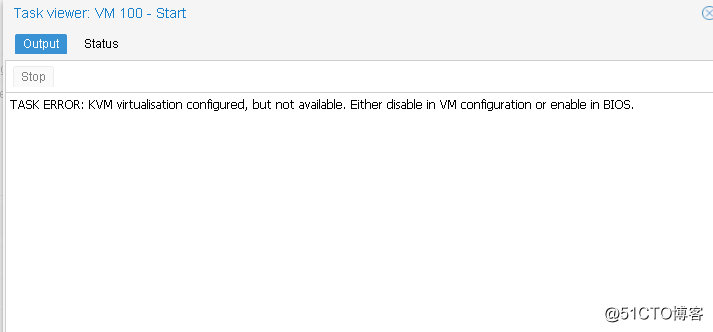 Task viewer: VM 100 - Start
Output Status
Stop
TASK ERROR: KVM virtualisation configured, but not available. Either disable in VM configuration or enable in BIOS.
@51CTO博客